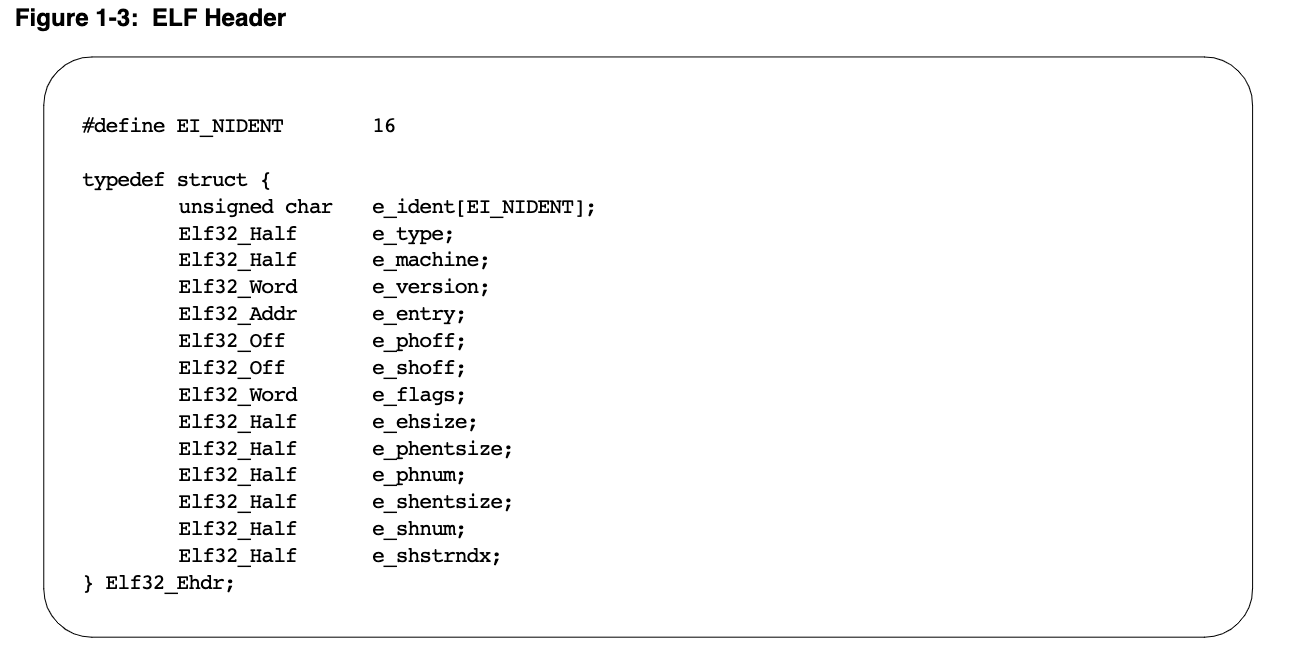 Figure 1-3: ELF Header
#define EI_NIDENT 16
typedef struct {
unsigned char e_ident[EI_NIDENT];
Elf32_Half e_type;
Elf32_Half e_machine;
Elf32_Word e_version;
Elf32_Addr e_entry;
Elf32_Off e_phoff;
Elf32_Off e_shoff;
Elf32_Word e_flags;
Elf32_Half e_ehsize;
Elf32_Half e_phentsize;
Elf32_Half e_phnum;
Elf32_Half e_shentsize;
Elf32_Half e_shnum;
Elf32_Half e_shstrndx;
} Elf32_Ehdr;